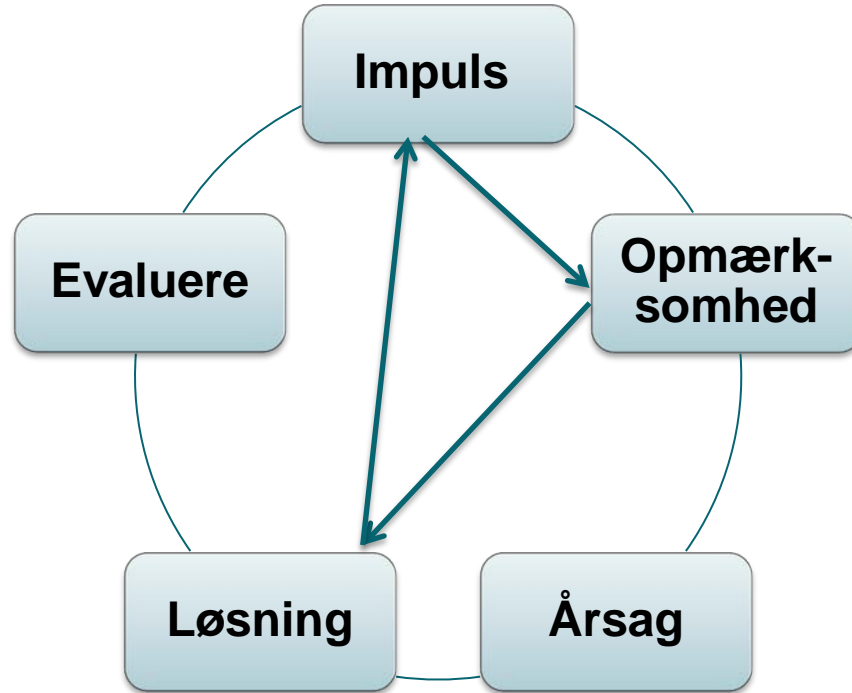 Impuls
Opmærk-
somhed
Årsag
Løsning
Evaluere